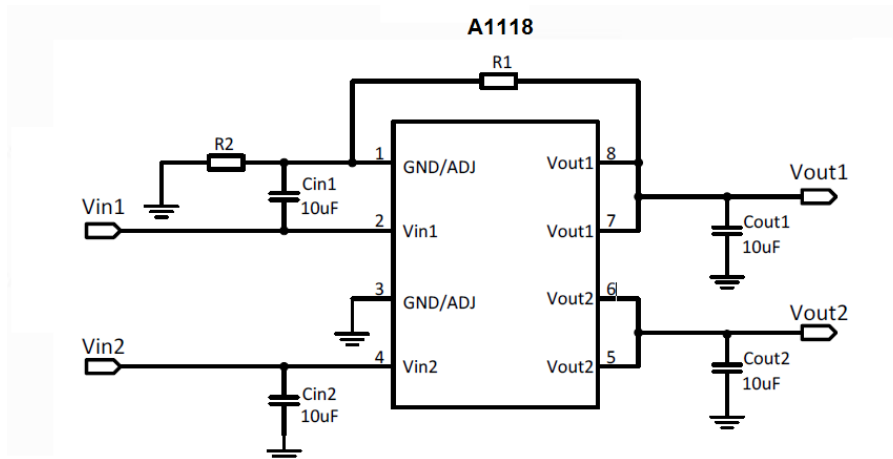 A1118
R1
R2
1
GND/ADJ
Vout1
8
Cin1
10uF
Vin1
2
Vin1
Vout1
7
Vout1
Cout1
10uF
3
GND/ADJ
Vout2
6
Vin2
4
Vin2
Vout2
5
Vout2
Cout2
10uF
Cin2
10uF